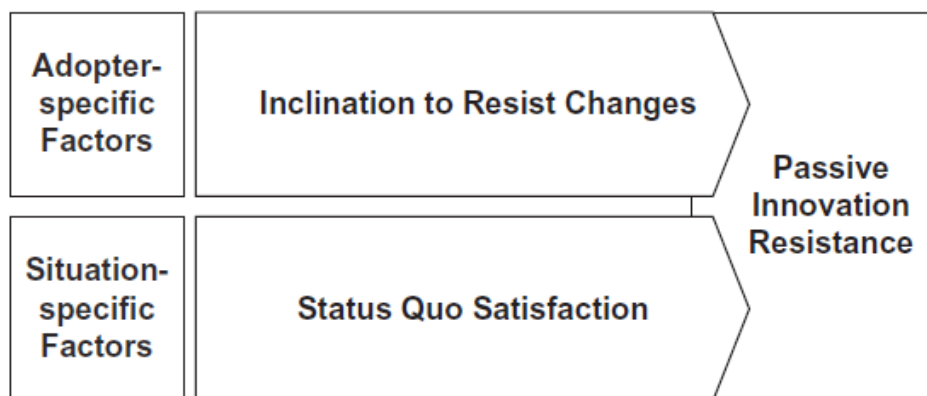 Adopter-
specific
Factors
Inclination to Resist Changes
Situation-
specific
Factors
Status Quo Satisfaction
Passive
Innovation
Resistance